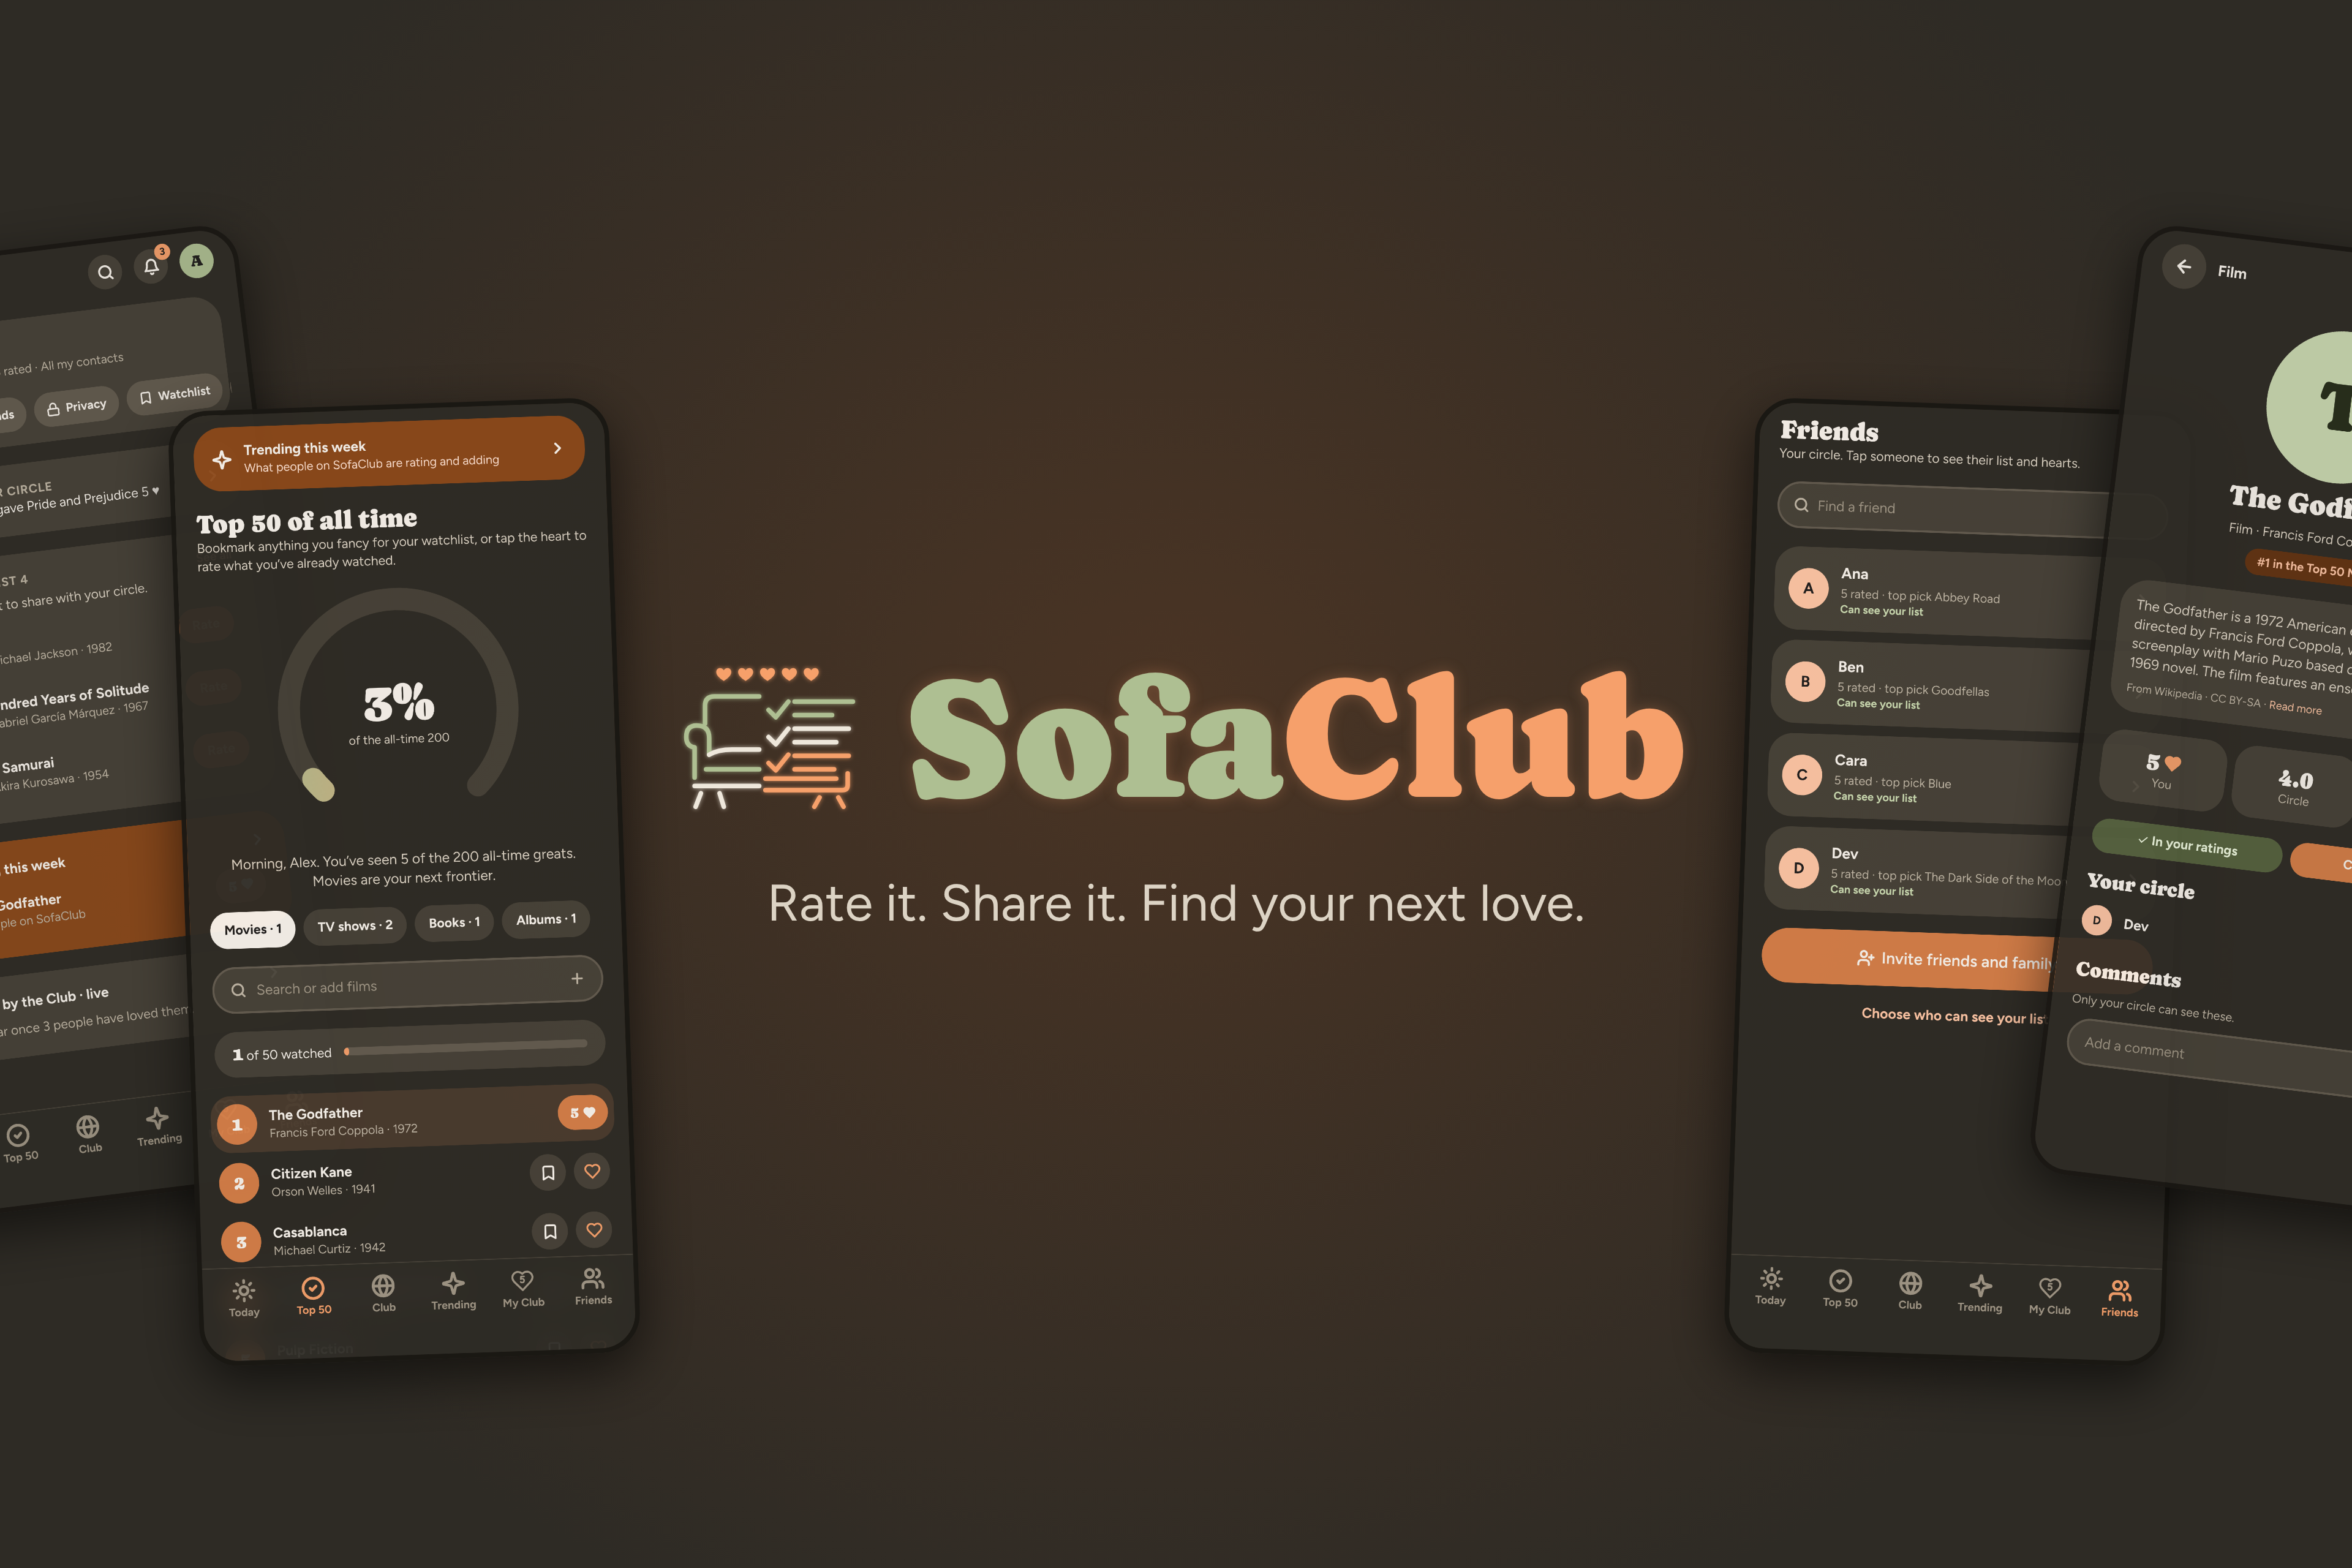 3
A
rated · All my contacts
Privacy
Watchlist
CIRCLE
gave Pride and Prejudice 5 ♥
ST 4
to share with your circle.
Michael Jackson · 1982
Hundred Years of Solitude
Gabriel García Márquez · 1967
Samurai
Akira Kurosawa · 1954
this week
Godfather
people on SofaClub
by the Club · live
once 3 people have loved them
Top 50
Club
Trending
Trending this week
What people on SofaClub are rating and adding
Top 50 of all time
Bookmark anything you fancy for your watchlist, or tap the heart to
rate what you’ve already watched.
3%
of the all-time 200
Morning, Alex. You’ve seen 5 of the 200 all-time greats.
Movies are your next frontier.
Movies · 1
TV shows · 2
Books · 1
Albums · 1
Search or add films
1 of 50 watched
1
The Godfather
Francis Ford Coppola · 1972
5
2
Citizen Kane
Orson Welles · 1941
3
Casablanca
Michael Curtiz · 1942
Today
Top 50
Club
Trending
5
My Club
Friends
Pulp Fiction
SofaClub
Rate it. Share it. Find your next love.
Friends
Your circle. Tap someone to see their list and hearts.
Find a friend
A
Ana
5 rated · top pick Abbey Road
Can see your list
B
Ben
5 rated · top pick Goodfellas
Can see your list
C
Cara
5 rated · top pick Blue
Can see your list
D
Dev
5 rated · top pick The Dark Side of the Moo
Can see your list
Invite friends and family
Choose who can see your list
Today
Top 50
Club
Trending
5
My Club
Friends
Film
T
The Godf
Film · Francis Ford Co
#1 in the Top 50
The Godfather is a 1972 American
directed by Francis Ford Coppola,
screenplay with Mario Puzo based
1969 novel. The film features an ens
From Wikipedia · CC BY-SA · Read more
5
You
4.0
Circle
In your ratings
C
Your circle
D
Dev
Comments
Only your circle can see these.
Add a comment